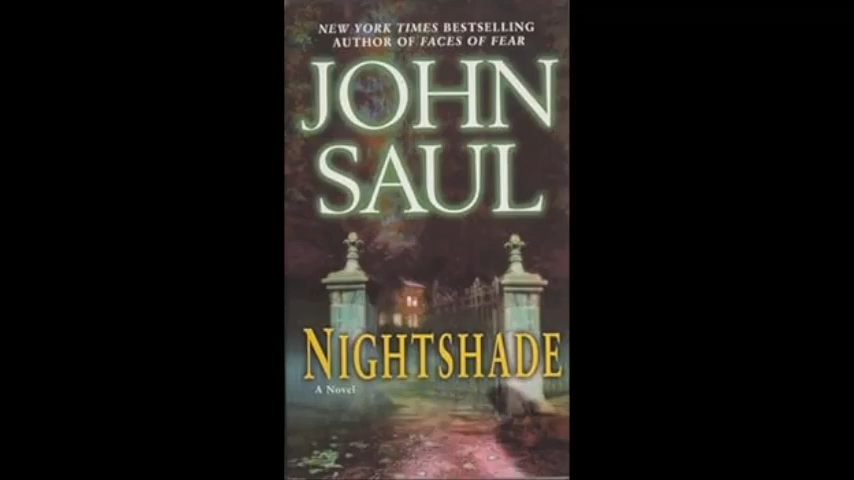 NEW YORK TIMES BESTSELLING
AUTHOR OF FACES OF FEAR
JOHN
SAUL
NIGHTSHADE
A Novel